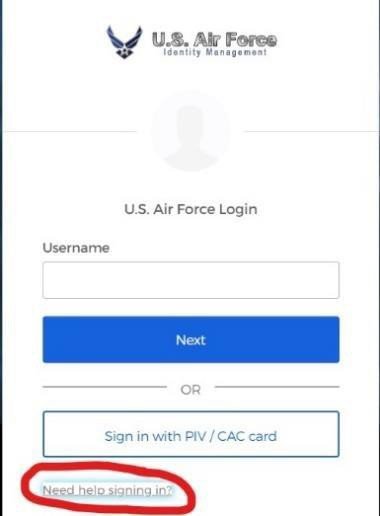 U.S. Air Force
Identity Management
U.S. Air Force Login
Username
Next
OR
Sign in with PIV / CAC card
Need help signing in?